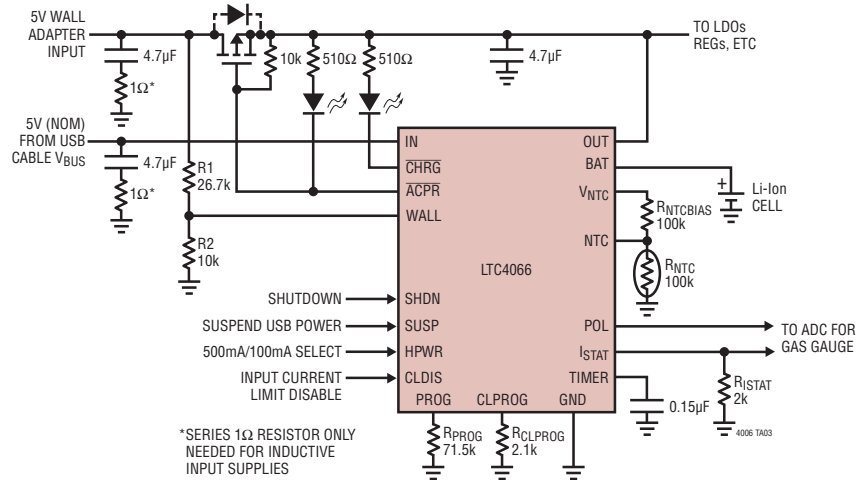 5V WALL
ADAPTER
INPUT
4.7µF
1Ω*
10k
510Ω
510Ω
4.7µF
TO LDOs
REGs, ETC
5V (NOM)
FROM USB
CABLE VBUS
4.7µF
1Ω*
R1
26.7k
R2
10k
IN
CHRG
ACPR
WALL
SHDN
SUSP
HPWR
CLDIS
PROG
CLPROG
GND
LTC4066
OUT
BAT
VNTC
NTC
POL
ISTAT
TIMER
SHUTDOWN
SUSPEND USB POWER
500mA/100mA SELECT
INPUT CURRENT
LIMIT DISABLE
+
Li-Ion
CELL
RNTCBIAS
100k
RNTC
100k
TO ADC FOR
GAS GAUGE
RISTAT
2k
0.15µF
RPROG
71.5k
RCLPROG
2.1k
*SERIES 1Ω RESISTOR ONLY
NEEDED FOR INDUCTIVE
INPUT SUPPLIES
4006 TA03